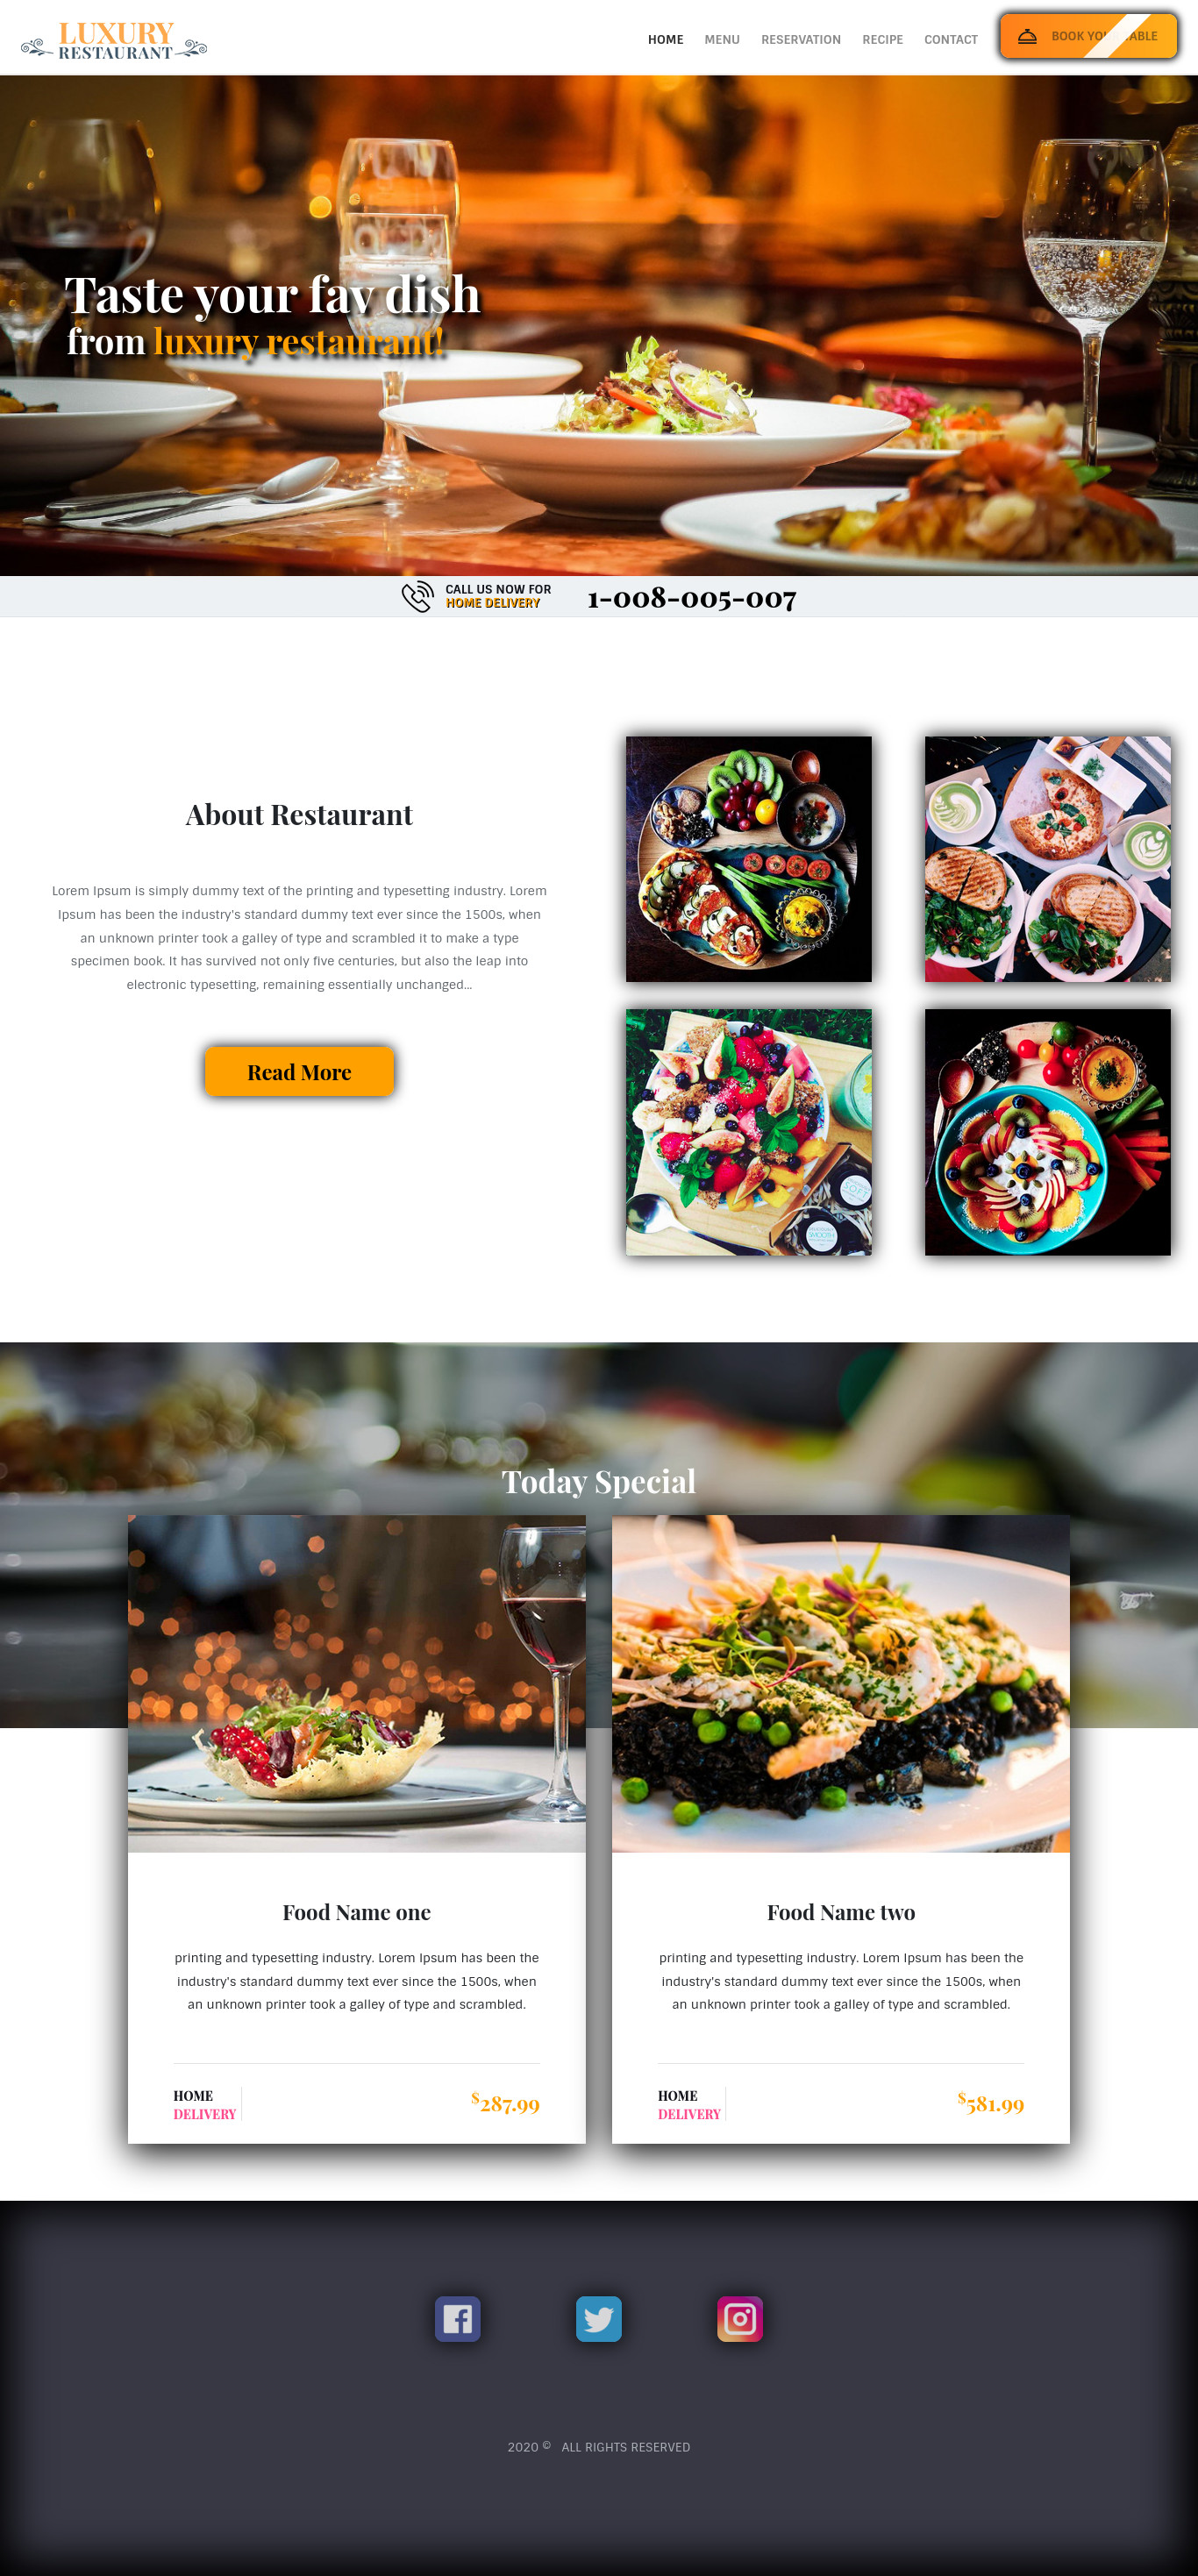 LUXURY
RESTAURANT
HOME MENU RESERVATION RECIPE CONTACT
BOOK YOUR TABLE
Taste your fav dish
from luxury restaurant!
CALL US NOW FOR
HOME DELIVERY
1-008-005-007
About Restaurant
Lorem Ipsum is simply dummy text of the printing and typesetting industry. Lorem
Ipsum has been the industry's standard dummy text ever since the 1500s, when
an unknown printer took a galley of type and scrambled it to make a type
specimen book. It has survived not only five centuries, but also the leap into
electronic typesetting, remaining essentially unchanged...
Read More
SMOOTH
Today Special
Food Name one
printing and typesetting industry. Lorem Ipsum has been the
industry's standard dummy text ever since the 1500s, when
an unknown printer took a galley of type and scrambled.
HOME
DELIVERY
$287.99
Food Name two
printing and typesetting industry. Lorem Ipsum has been the
industry's standard dummy text ever since the 1500s, when
an unknown printer took a galley of type and scrambled.
HOME
DELIVERY
$581.99
2020 © ALL RIGHTS RESERVED